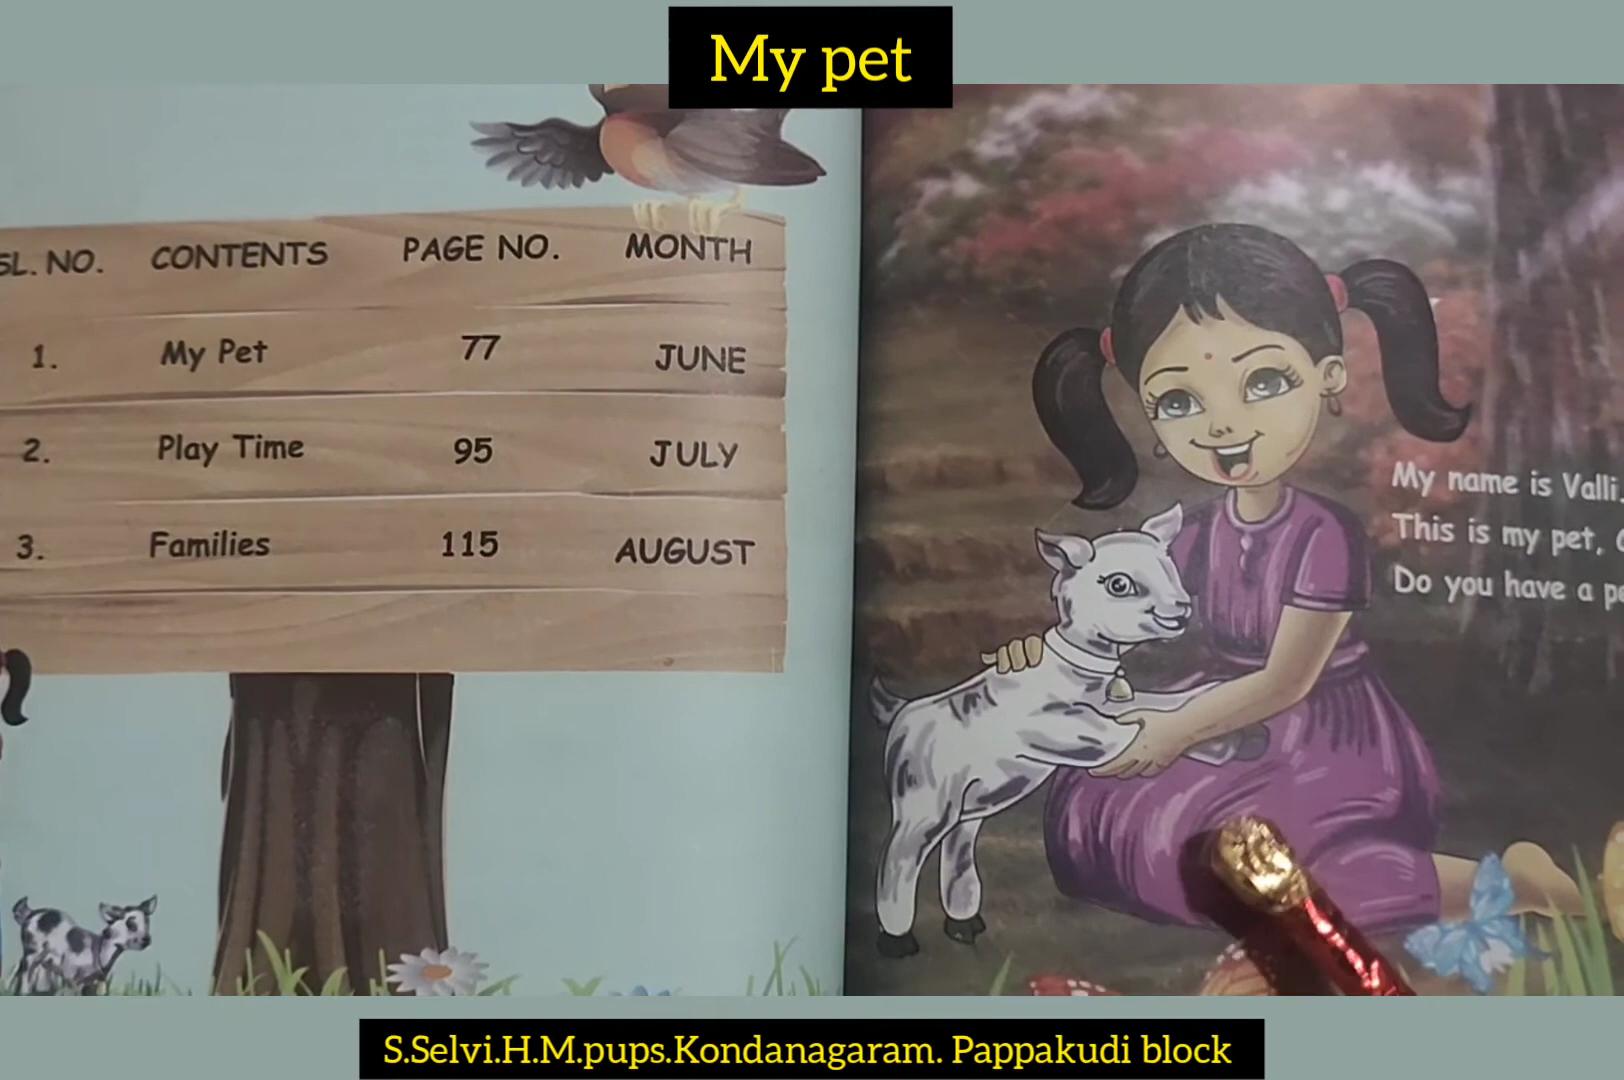 My pet
SL. NO. CONTENTS PAGE NO. MONTH
1. My Pet 77 JUNE
2. Play Time 95 JULY
3. Families 115 AUGUST
My name is Valli.
This is my pet,
Do you have a
S.Selvi.H.M.pups.Kondanagaram. Pappakudi block